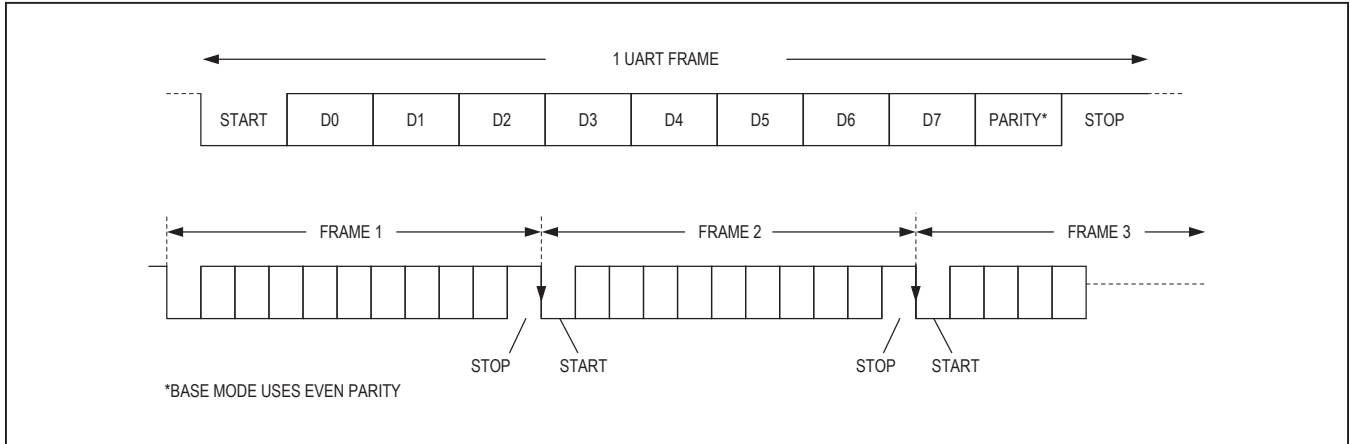 1 UART FRAME
START D0 D1 D2 D3 D4 D5 D6 D7 PARITY* STOP
FRAME 1 FRAME 2 FRAME 3
STOP START STOP START
*BASE MODE USES EVEN PARITY